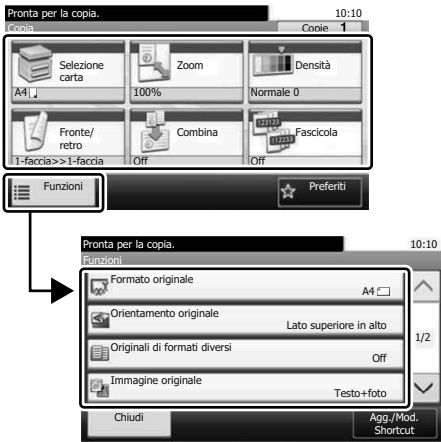 Pronta per la copia. 10:10
Copia Copie 1
Selezione carta Zoom Densità
A4 100% Normale 0
123123
112233
Fronte/ retro Combina Fascicola
1-faccia>>1-faccia Off Off
Funzioni Preferiti
Pronta per la copia. 10:10
Funzioni
Formato originale
A4
Orientamento originale
Lato superiore in alto
1/2
Originali di formati diversi
Off
Immagine originale
Testo+foto
Chiudi Agg./Mod.
Shortcut